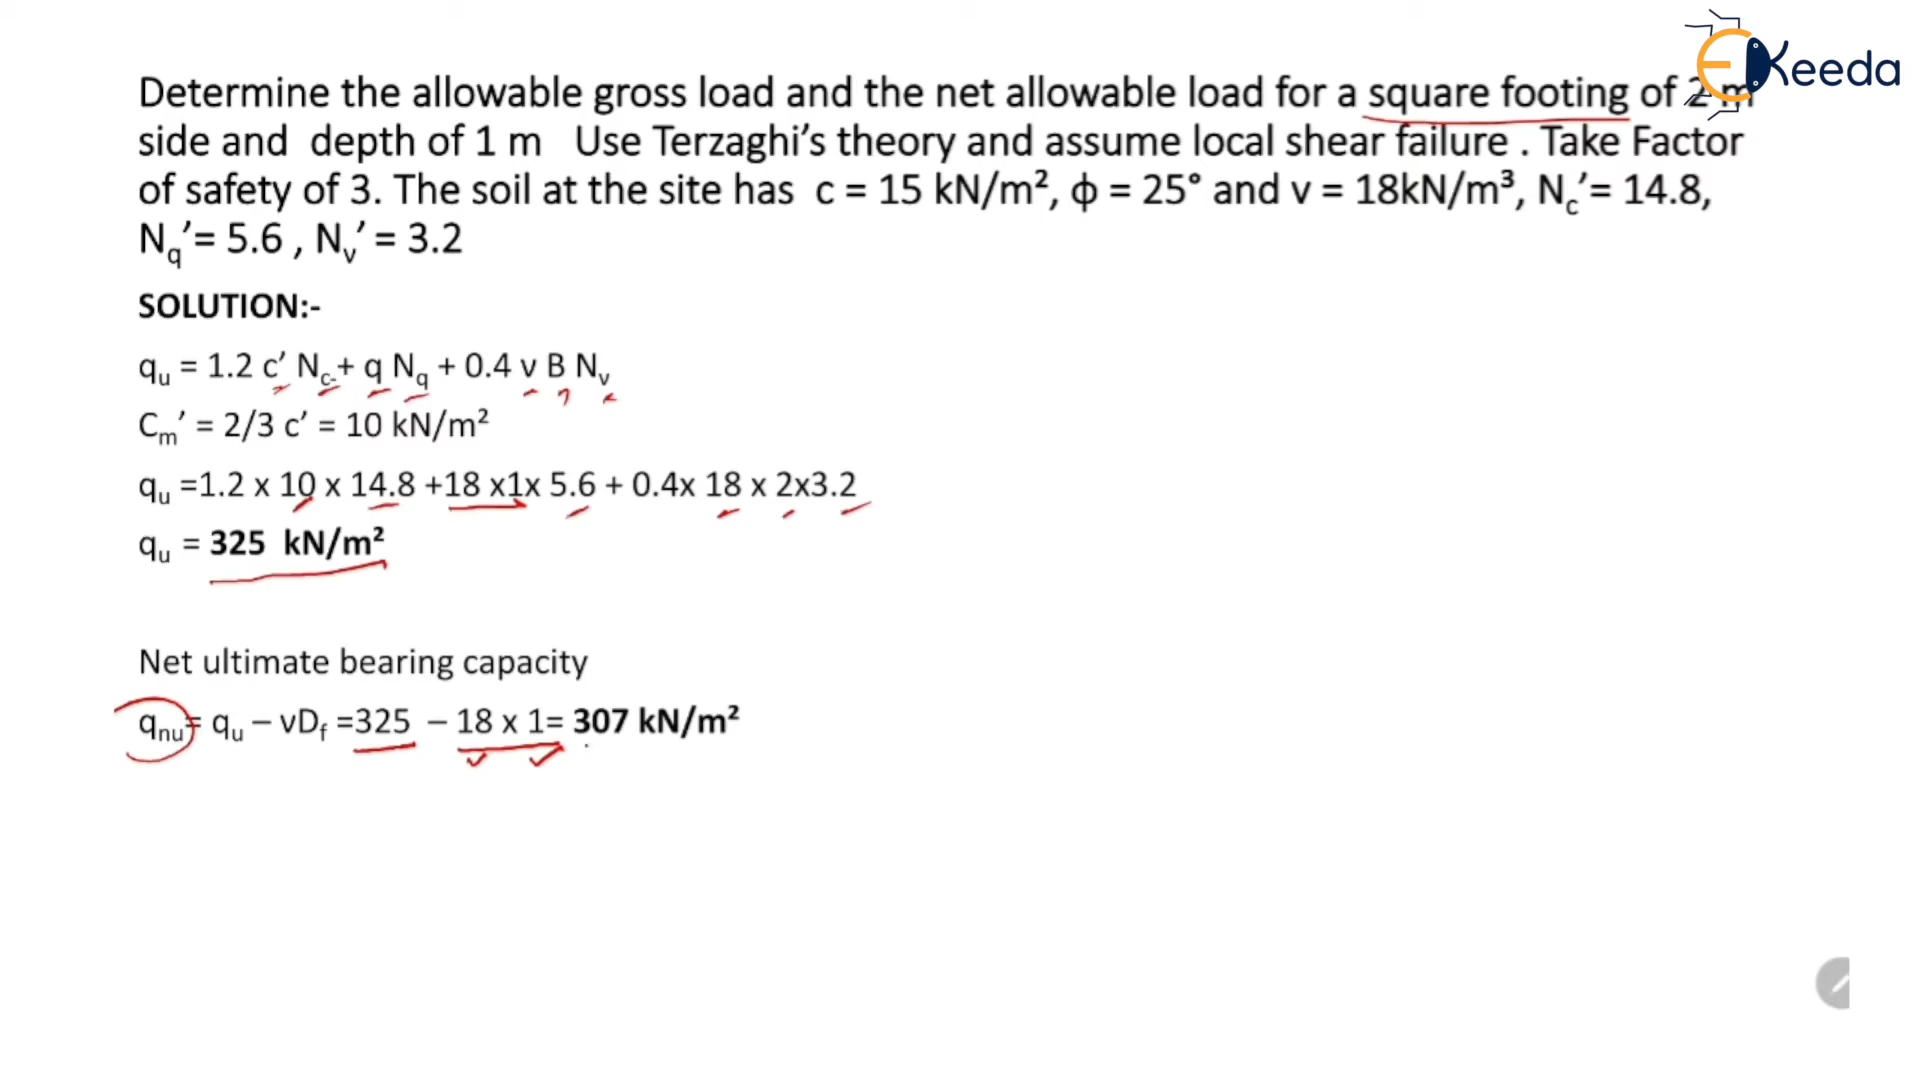 EKeeda
Determine the allowable gross load and the net allowable load for a square footing of 2 m
side and depth of 1 m Use Terzaghi’s theory and assume local shear failure . Take Factor
of safety of 3. The soil at the site has c = 15 kN/m², ϕ = 25° and ν = 18kN/m³, Nc’= 14.8,
Nq’= 5.6 , Nν’ = 3.2
SOLUTION:-
qu = 1.2 c’ Nc+ q Nq + 0.4 ν B Nν
Cm’ = 2/3 c’ = 10 kN/m²
qu =1.2 x 10 x 14.8 +18 x1x 5.6 + 0.4x 18 x 2x3.2
qu = 325 kN/m²
Net ultimate bearing capacity
qnu= qu – νDf =325 – 18 x 1= 307 kN/m²